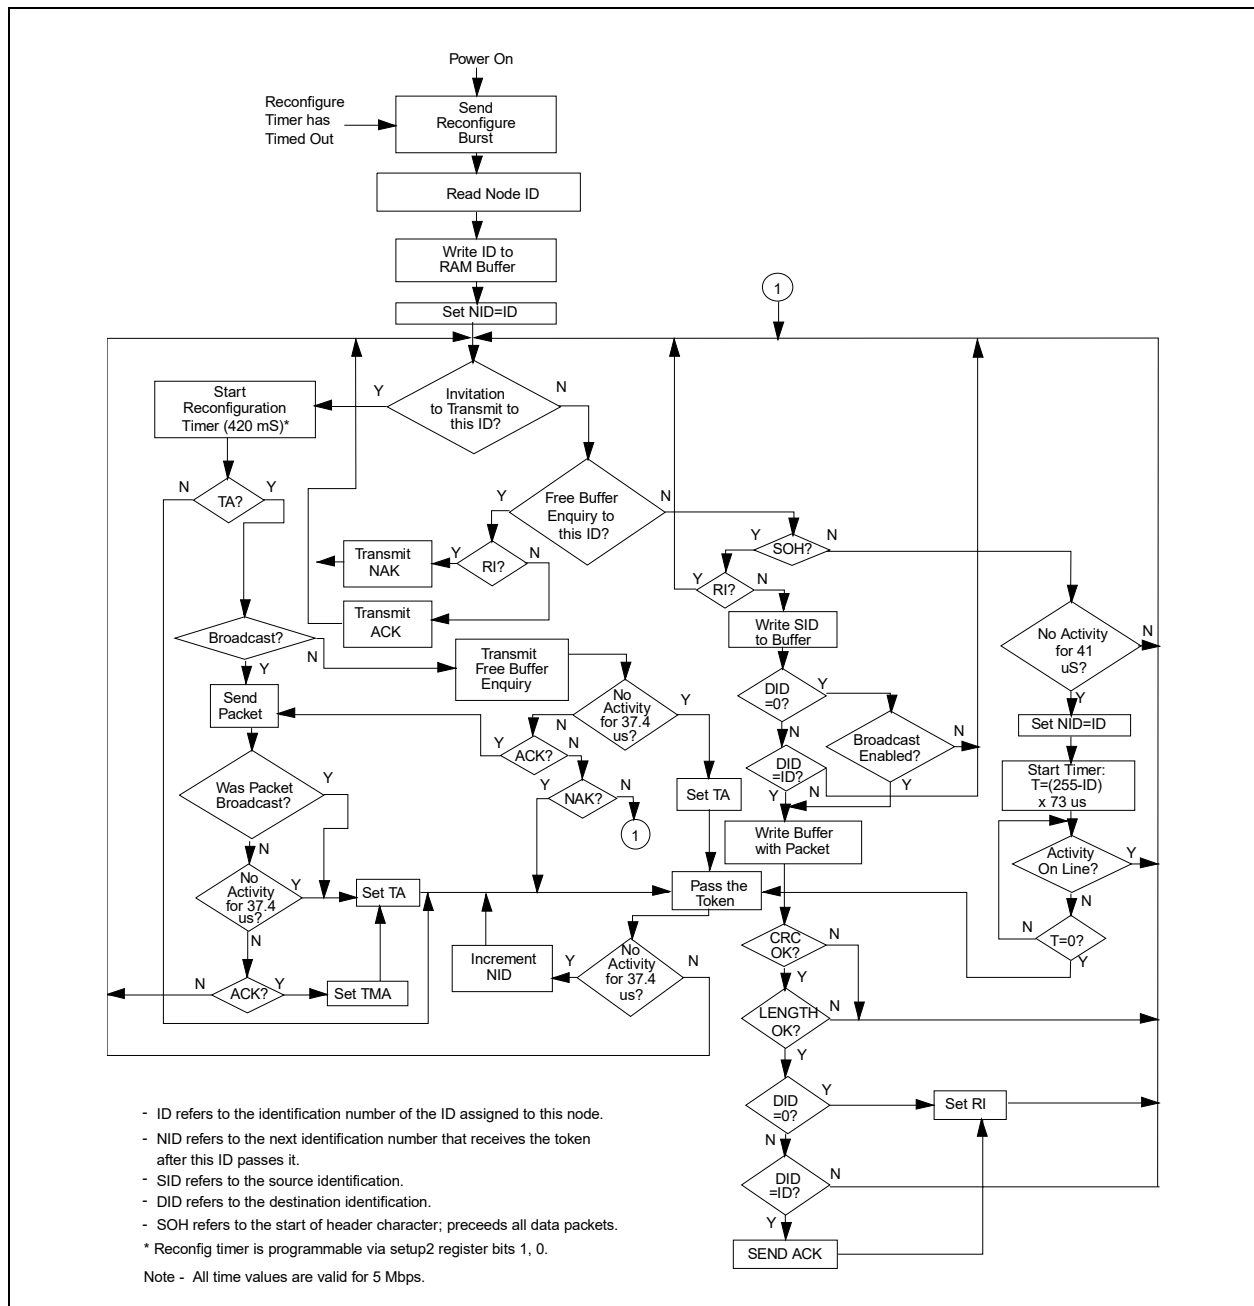 Power On
Reconfigure
Timer has
Timed Out
Send
Reconfigure
Burst
Read Node ID
Write ID to
RAM Buffer
Set NID=ID
1
Start
Reconfiguration
Timer (420 mS)*
Y
Invitation
to Transmit to
this ID?
N
N
TA?
Y
Y
Free Buffer
Enquiry to
this ID?
N
Transmit
NAK
Y
RI?
N
Transmit
ACK
Y
SOH?
N
Y
RI?
N
Write SID
to Buffer
No Activity
for 41
uS?
N
Y
Broadcast?
N
Y
Transmit
Free Buffer
Enquiry
Send
Packet
No
Activity
for 37.4
us?
N
Y
DID
=0?
Y
N
Broadcast
Enabled?
N
Y
Set NID=ID
Y
ACK?
N
DID
=ID?
N
Y
Start Timer:
T=(255-ID)
x 73 us
Was Packet
Broadcast?
Y
N
Y
NAK?
N
1
Set TA
Write Buffer
with Packet
Activity
On Line?
Y
N
No
Activity
for 37.4
us?
Y
N
Set TA
Pass the
Token
N
T=0?
Y
CRC
OK?
N
Y
Increment
NID
Y
No
Activity
for 37.4
us?
N
N
ACK?
Y
Set TMA
LENGTH
OK?
N
Y
DID
=0?
Y
N
Set RI
DID
=ID?
N
Y
SEND ACK
- ID refers to the identification number of the ID assigned to this node.
- NID refers to the next identification number that receives the token
after this ID passes it.
- SID refers to the source identification.
- DID refers to the destination identification.
- SOH refers to the start of header character; preceeds all data packets.
* Reconfig timer is programmable via setup2 register bits 1, 0.
Note - All time values are valid for 5 Mbps.